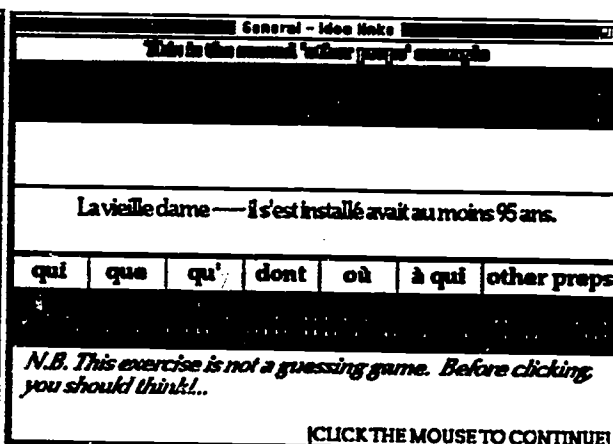 General – idea links
This is the second 'other preps' example
La vieille dame — il s'est installé avait au moins 95 ans.
qui que qu' dont où à qui other preps
N.B. This exercise is not a guessing game. Before clicking,
you should think!...
CLICK THE MOUSE TO CONTINUE!